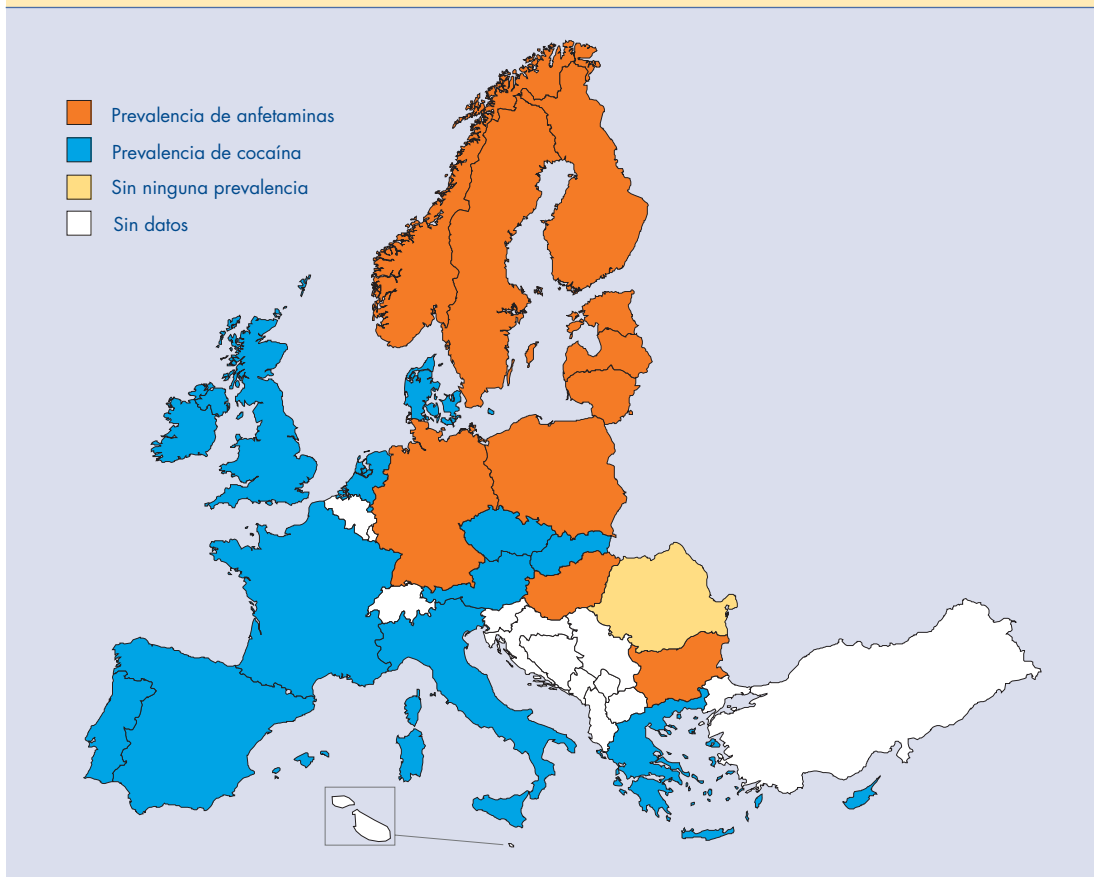 Prevalencia de anfetaminas
Prevalencia de cocaína
Sin ninguna prevalencia
Sin datos